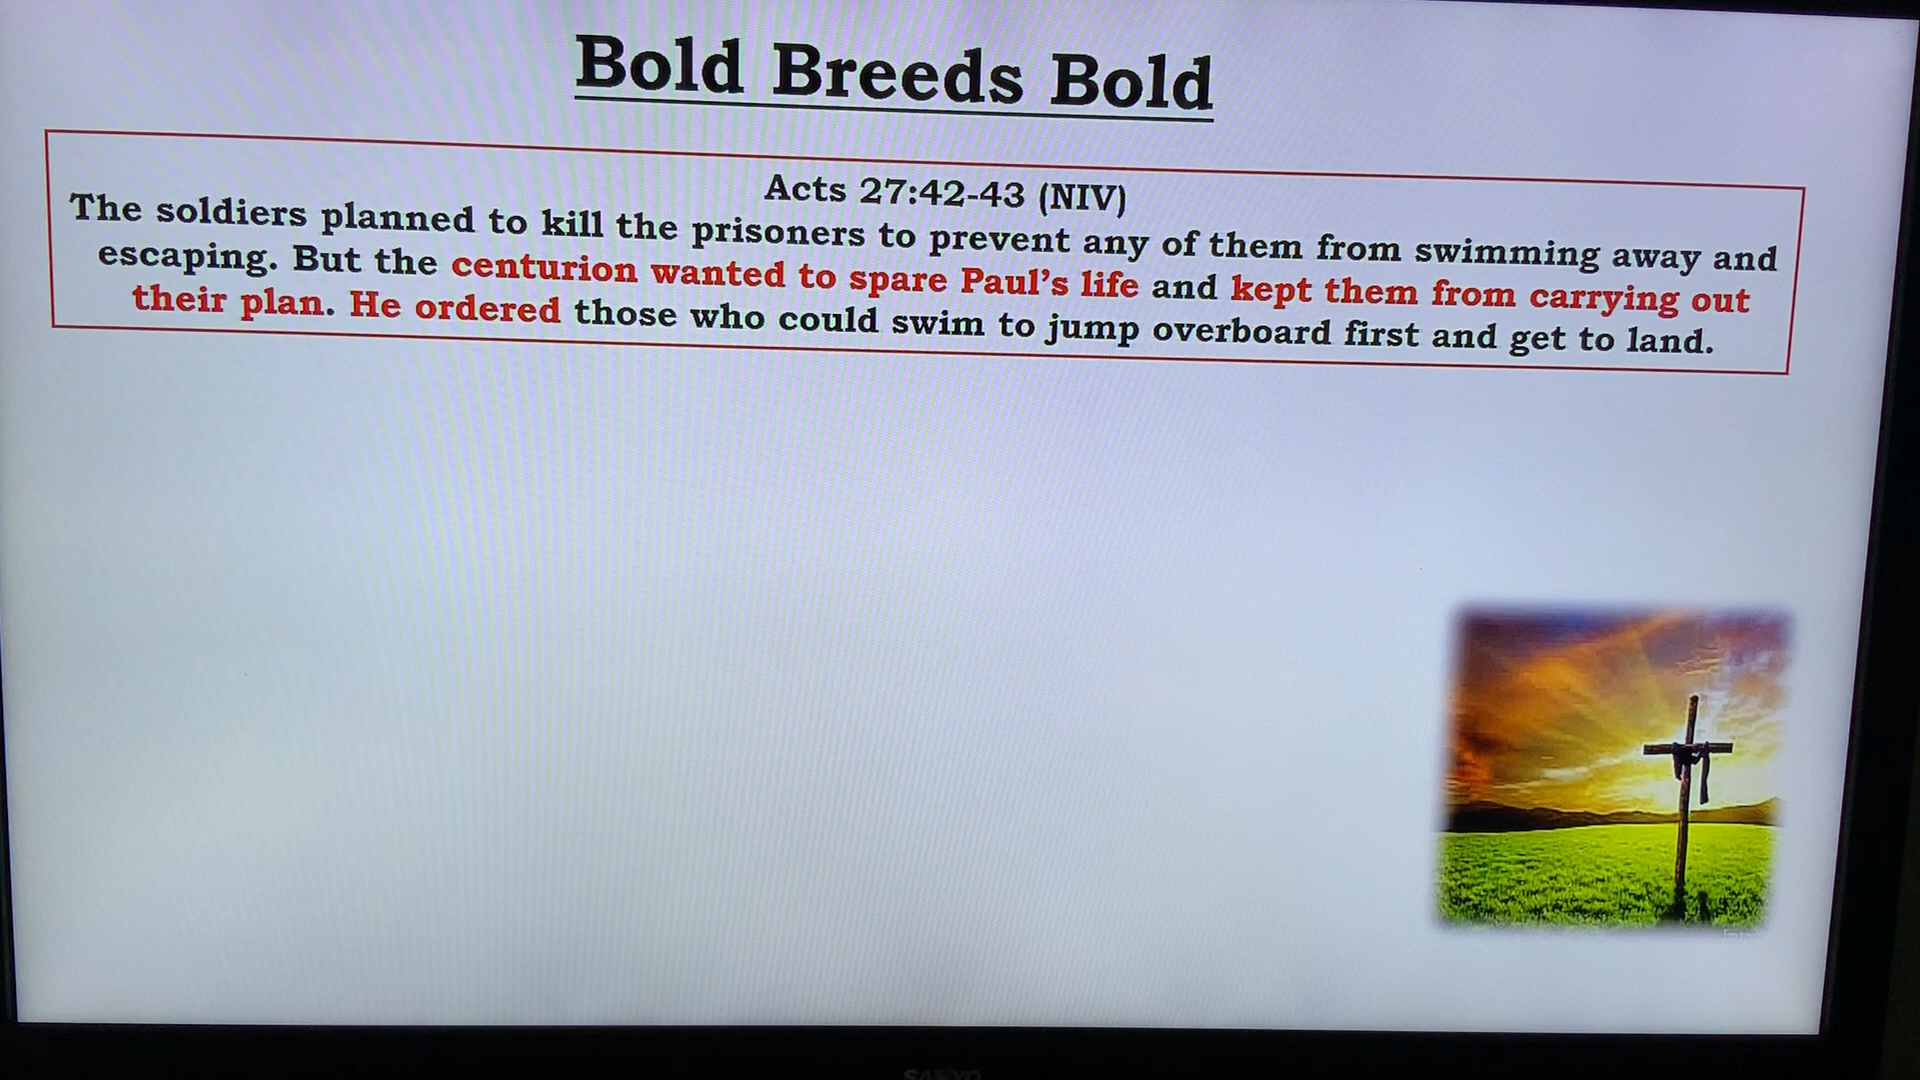 Bold Breeds Bold
Acts 27:42-43 (NIV)
The soldiers planned to kill the prisoners to prevent any of them from swimming away and
escaping. But the centurion wanted to spare Paul's life and kept them from carrying out
their plan. He ordered those who could swim to jump overboard first and get to land.
SANYO